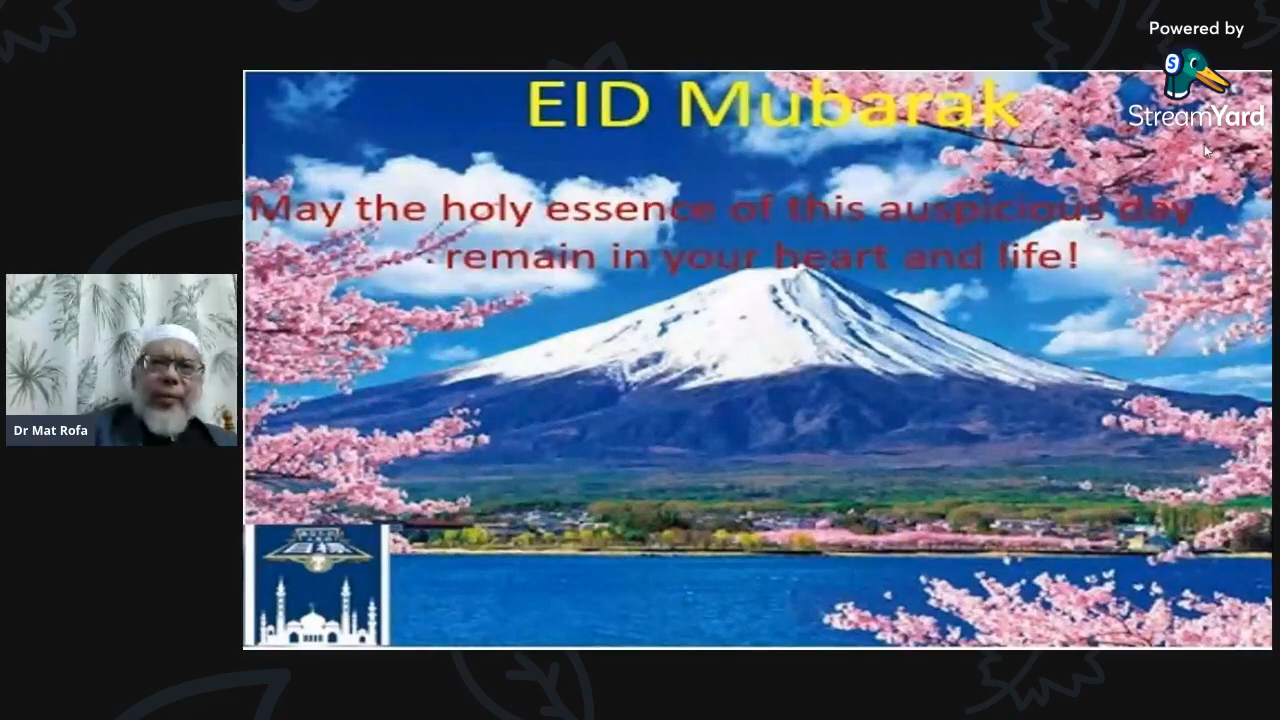 Powered by
StreamYard
EID Mubarak
May the holy essence of this auspicious day
remain in your heart and life!
Dr Mat Rofa